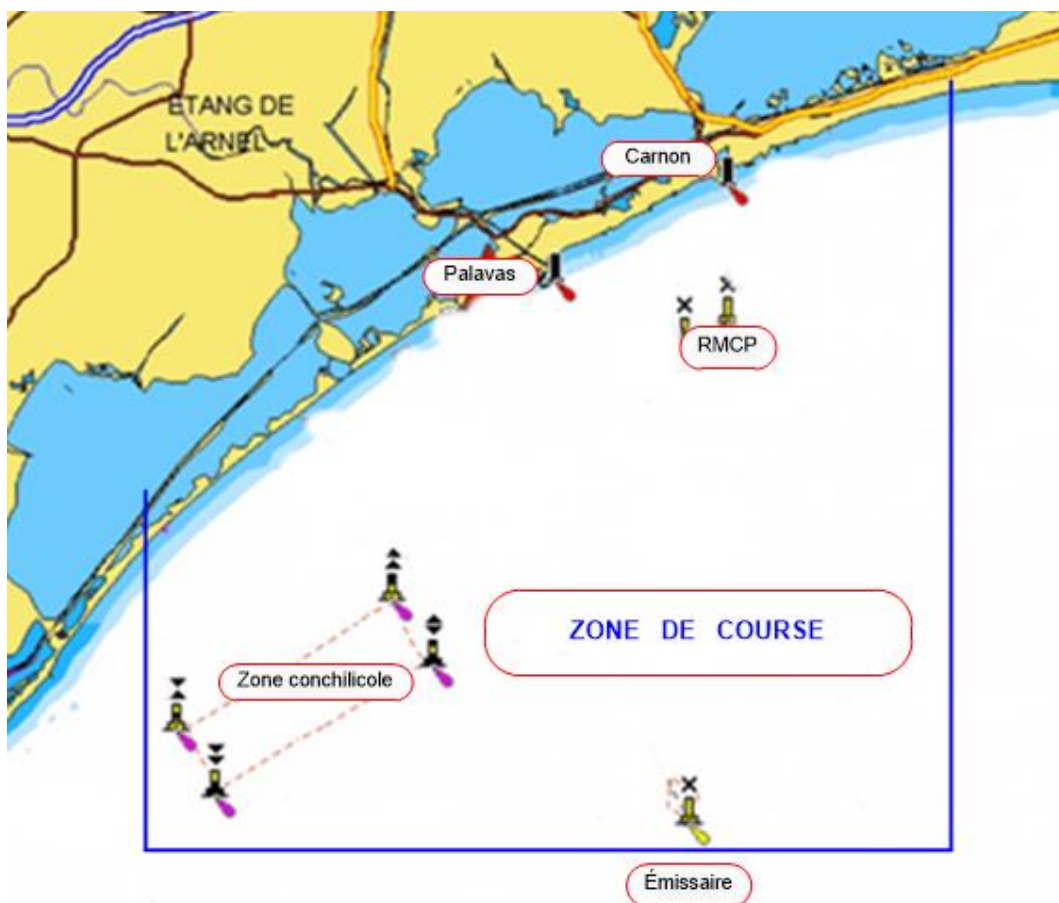 ETANG DE
L'ARNEL
Carnon
Palavas
RMCP
ZONE DE COURSE
Zone conchilicole
Émissaire